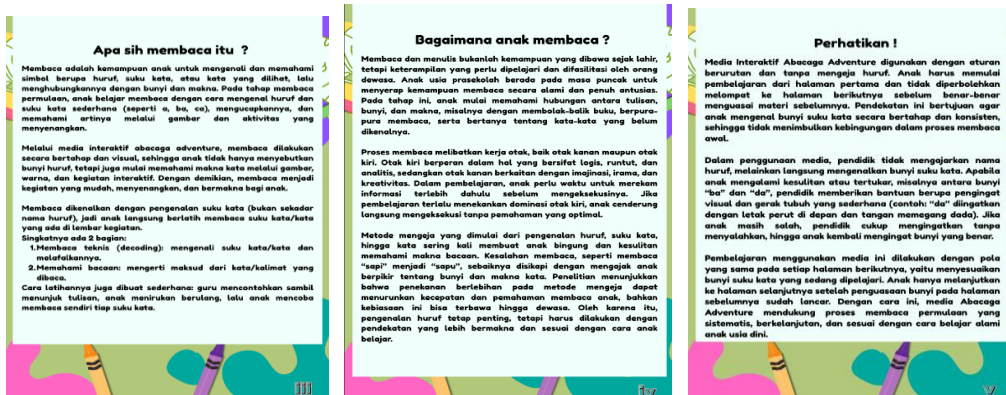 Apa sih membaca itu ?
Membaca adalah kemampuan anak untuk mengenali dan memahami
simbol berupa huruf, suku kata, atau kata yang dilihat, lalu
menghubungkannya dengan bunyi dan makna. Pada tahap membaca
permulaan, anak belajar membaca dengan cara mengenal huruf dan
suku kata sederhana (seperti a, ba, ca), mengucapkannya, dan
memahami artinya melalui gambar dan aktivitas yang
menyenangkan.
Melalui media interaktif abacaga adventure, membaca dilakukan
secara bertahap dan visual, sehingga anak tidak hanya menyebutkan
bunyi huruf, tetapi juga mulai memahami makna kata melalui gambar,
warna, dan kegiatan interaktif. Dengan demikian, membaca menjadi
kegiatan yang mudah, menyenangkan, dan bermakna bagi anak.
Membaca dikenalkan dengan pengenalan suku kata (bukan sekadar
nama huruf), jadi anak langsung berlatih membaca suku kata/kata
yang ada di lembar kegiatan.
Singkatnya ada 2 bagian:
1.Membaca teknis (decoding): mengenali suku kata/kata dan
melafalkannya.
2.Memahami bacaan: mengerti maksud dari kata/kalimat yang
dibaca.
Cara latihannya juga dibuat sederhana: guru mencontohkan sambil
menunjuk tulisan, anak menirukan berulang, lalu anak mencoba
membaca sendiri tiap suku kata.
iii
Bagaimana anak membaca ?
Membaca dan menulis bukanlah kemampuan yang dibawa sejak lahir,
tetapi keterampilan yang perlu dipelajari dan difasilitasi oleh orang
dewasa. Anak usia prasekolah berada pada masa puncak untuk
menyerap kemampuan membaca secara alami dan penuh antusias.
Pada tahap ini, anak mulai memahami hubungan antara tulisan,
bunyi, dan makna, misalnya dengan membolak-balik buku, berpura-
pura membaca, serta bertanya tentang kata-kata yang belum
dikenalnya.
Proses membaca melibatkan kerja otak, baik otak kanan maupun otak
kiri. Otak kiri berperan dalam hal yang bersifat logis, runtut, dan
analitis, sedangkan otak kanan berkaitan dengan imajinasi, irama, dan
kreativitas. Dalam pembelajaran, anak perlu waktu untuk merekam
informasi terlebih dahulu sebelum mengeksekusinya. Jika
pembelajaran terlalu menekankan dominasi otak kiri, anak cenderung
langsung mengeksekusi tanpa pemahaman yang optimal.
Metode mengeja yang dimulai dari pengenalan huruf, suku kata,
hingga kata sering kali membuat anak bingung dan kesulitan
memahami makna bacaan. Kesalahan membaca, seperti membaca
"sapi" menjadi "sapu", sebaiknya disikapi dengan mengajak anak
berpikir tentang bunyi dan makna kata. Penelitian menunjukkan
bahwa penekanan berlebihan pada metode mengeja dapat
menurunkan kecepatan dan pemahaman membaca anak, bahkan
kebiasaan ini bisa terbawa hingga dewasa. Oleh karena itu,
pengenalan huruf tetap penting, tetapi harus dilakukan dengan
pendekatan yang lebih bermakna dan sesuai dengan cara anak
belajar.
iv
Perhatikan !
Media Interaktif Abacaga Adventure digunakan dengan aturan
berurutan dan tanpa mengeja huruf. Anak harus memulai
pembelajaran dari halaman pertama dan tidak diperbolehkan
melompat ke halaman berikutnya sebelum benar-benar
menguasai materi sebelumnya. Pendekatan ini bertujuan agar
anak mengenal bunyi suku kata secara bertahap dan konsisten,
sehingga tidak menimbulkan kebingungan dalam proses membaca
awal.
Dalam penggunaan media, pendidik tidak mengajarkan nama
huruf, melainkan langsung mengenalkan bunyi suku kata. Apabila
anak mengalami kesulitan atau tertukar, misalnya antara bunyi
"ba" dan "da", pendidik memberikan bantuan berupa pengingat
visual dan gerak tubuh yang sederhana (contoh: "da" diingatkan
dengan letak perut di depan dan tangan memegang dada). Jika
anak masih salah, pendidik cukup mengingatkan tanpa
menyalahkan, hingga anak kembali mengingat bunyi yang benar.
Pembelajaran menggunakan media ini dilakukan dengan pola
yang sama pada setiap halaman berikutnya, yaitu menyesuaikan
bunyi suku kata yang sedang dipelajari. Anak hanya melanjutkan
ke halaman selanjutnya setelah penguasaan bunyi pada halaman
sebelumnya sudah lancar. Dengan cara ini, media Abacaga
Adventure mendukung proses membaca permulaan yang
sistematis, berkelanjutan, dan sesuai dengan cara belajar alami
anak usia dini.
v